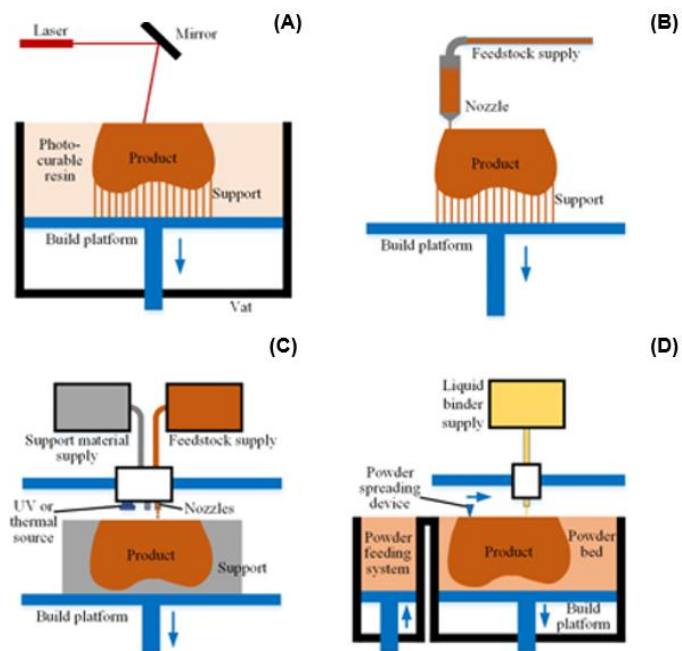 (A)
Laser
Mirror
Photo-
curable
resin
Product
Support
Build platform
Vat
(B)
Feedstock
supply
Nozzle
Product
Support
Build platform
(C)
Support material
supply
Feedstock supply
UV or
thermal
source
Nozzles
Product
Support
Build platform
(D)
Liquid
binder
supply
Powder
spreading
device
Powder
feeding
system
Product
Powder
bed
Build
platform